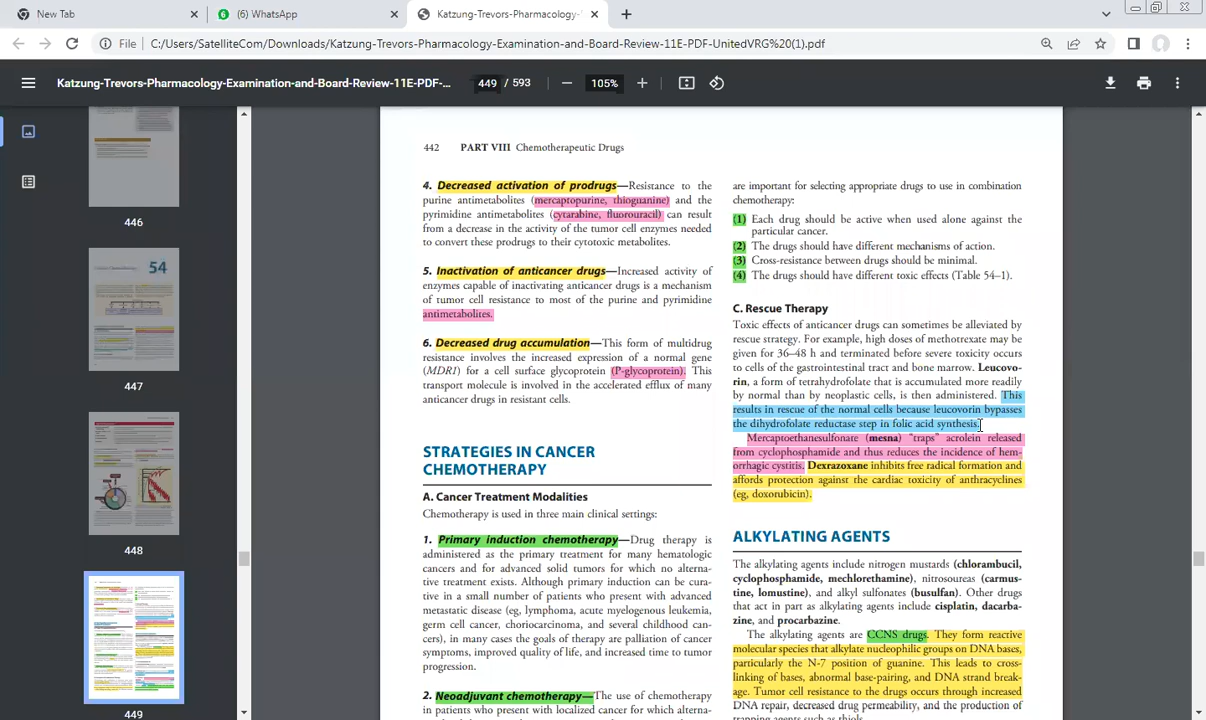 New Tab
(6) WhatsApp
Katzung-Trevors-Pharmacology-
File
C:/Users/SatelliteCom/Downloads/Katzung-Trevors-Pharmacology-Examination-and-Board-Review-11E-PDF-UnitedVRG%20(1).pdf
Katzung-Trevors-Pharmacology-Examination-and-Board-Review-11E-PDF-...
449 / 593
105%
446
54
447
448
449
442 PART VIII Chemotherapeutic Drugs
4. Decreased activation of prodrugs—Resistance to the
purine antimetabolites (mercaptopurine, thioguanine) and the
pyrimidine antimetabolites (cytarabine, fluorouracil) can result
from a decrease in the activity of the tumor cell enzymes needed
to convert these prodrugs to their cytotoxic metabolites.
5. Inactivation of anticancer drugs—Increased activity of
enzymes capable of inactivating anticancer drugs is a mechanism
of tumor cell resistance to most of the purine and pyrimidine
antimetabolites.
6. Decreased drug accumulation—This form of multidrug
resistance involves the increased expression of a normal gene
(MDR1) for a cell surface glycoprotein (P-glycoprotein). This
transport molecule is involved in the accelerated efflux of many
anticancer drugs in resistant cells.
STRATEGIES IN CANCER
CHEMOTHERAPY
A. Cancer Treatment Modalities
Chemotherapy is used in three main clinical settings:
1. Primary induction chemotherapy—Drug therapy is
administered as the primary treatment for many hematologic
cancers and for advanced solid tumors for which no alterna-
tive treatment exists. Although primary induction can be cura-
tive in a small number of patients who present with advanced
metastatic disease (eg, lymphoma, acute myelogenous leukemia,
germ cell cancer, choriocarcinoma, and several childhood can-
cers), in many cases the goals of therapy are palliation of cancer
symptoms, improved quality of life, and increased time to tumor
progression.
2. Neoadjuvant chemotherapy—The use of chemotherapy
in patients who present with localized cancer for which alterna-
are important for selecting appropriate drugs to use in combination
chemotherapy:
(1) Each drug should be active when used alone against the
particular cancer.
(2) The drugs should have different mechanisms of action.
(3) Cross-resistance between drugs should be minimal.
(4) The drugs should have different toxic effects (Table 54–1).
C. Rescue Therapy
Toxic effects of anticancer drugs can sometimes be alleviated by
rescue strategy. For example, high doses of methotrexate may be
given for 36–48 h and terminated before severe toxicity occurs
to cells of the gastrointestinal tract and bone marrow. Leucovo-
rin, a form of tetrahydrofolate that is accumulated more readily
by normal than by neoplastic cells, is then administered. This
results in rescue of the normal cells because leucovorin bypasses
the dihydrofolate reductase step in folic acid synthesis.
Mercaptoethanesulfonate (mesna) “traps” acrolein released
from cyclophosphamide and thus reduces the incidence of hem-
orrhagic cystitis. Dexrazoxane inhibits free radical formation and
affords protection against the cardiac toxicity of anthracyclines
(eg, doxorubicin).
ALKYLATING AGENTS
The alkylating agents include nitrogen mustards (chlorambucil,
cyclophosphamide, mechlorethamine), nitrosoureas (carmus-
tine, lomustine), and alkyl sulfonates (busulfan). Other drugs
that act in part as alkylating agents include cisplatin, dacarba-
zine, and procarbazine.
The alkylating agents are CCNS drugs. They form reactive
molecular species that alkylate nucleophilic groups on DNA bases,
particularly the N-7 position of guanine. This leads to cross-
linking of bases, abnormal base-pairing, and DNA strand break-
age. Tumor cell resistance to the drugs occurs through increased
DNA repair, decreased drug permeability, and the production of
trapping agents such as thiols.